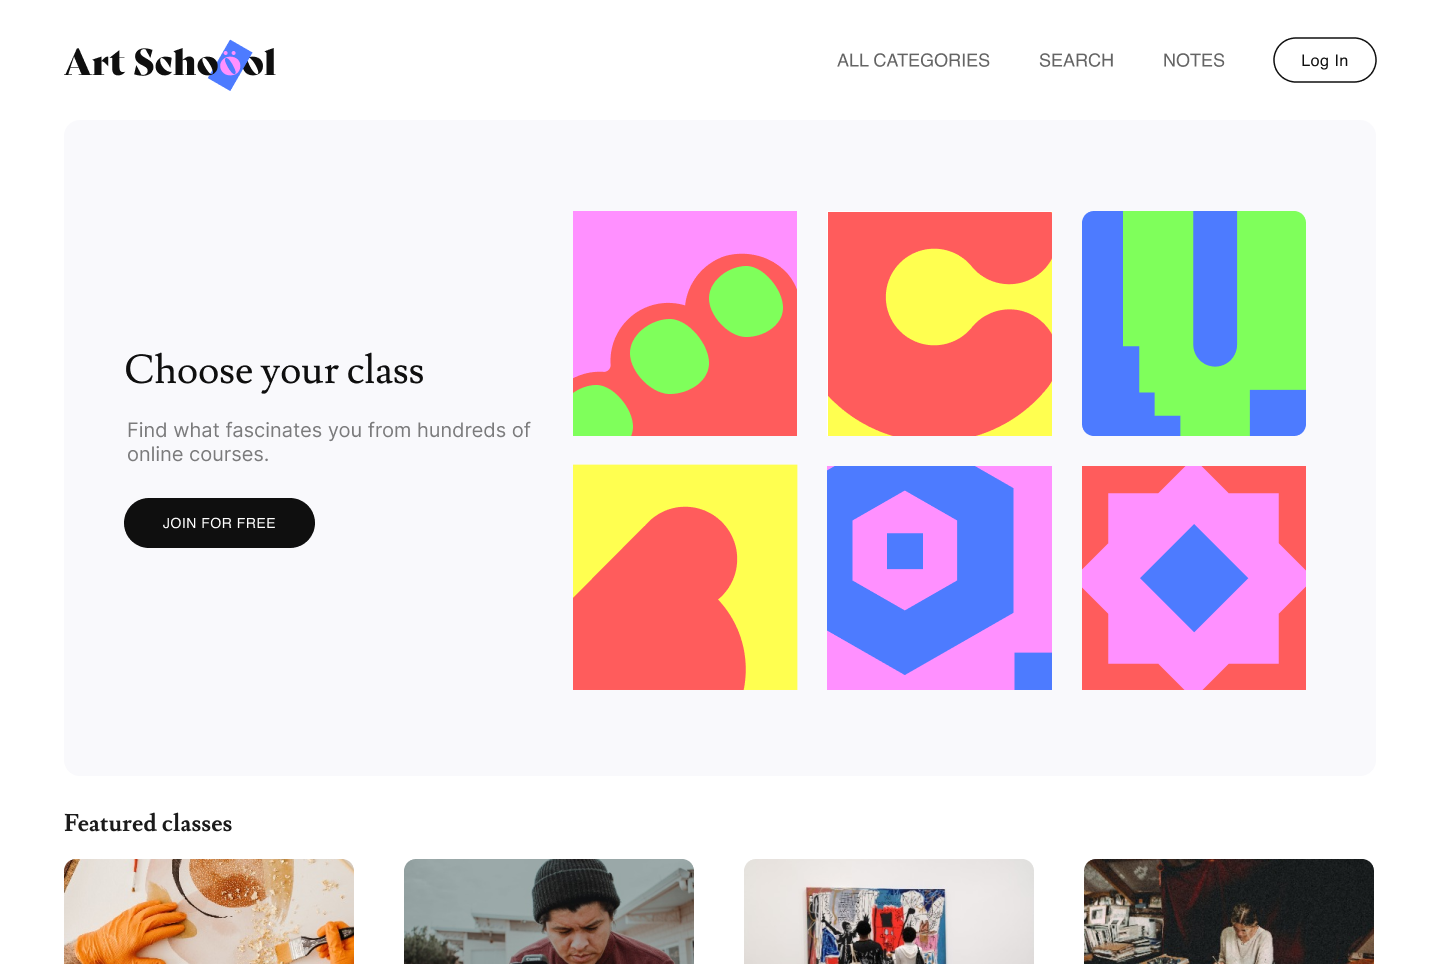 Art Schoöol
ALL CATEGORIES
SEARCH
NOTES
Log In
Choose your class
Find what fascinates you from hundreds of
online courses.
JOIN FOR FREE
Featured classes